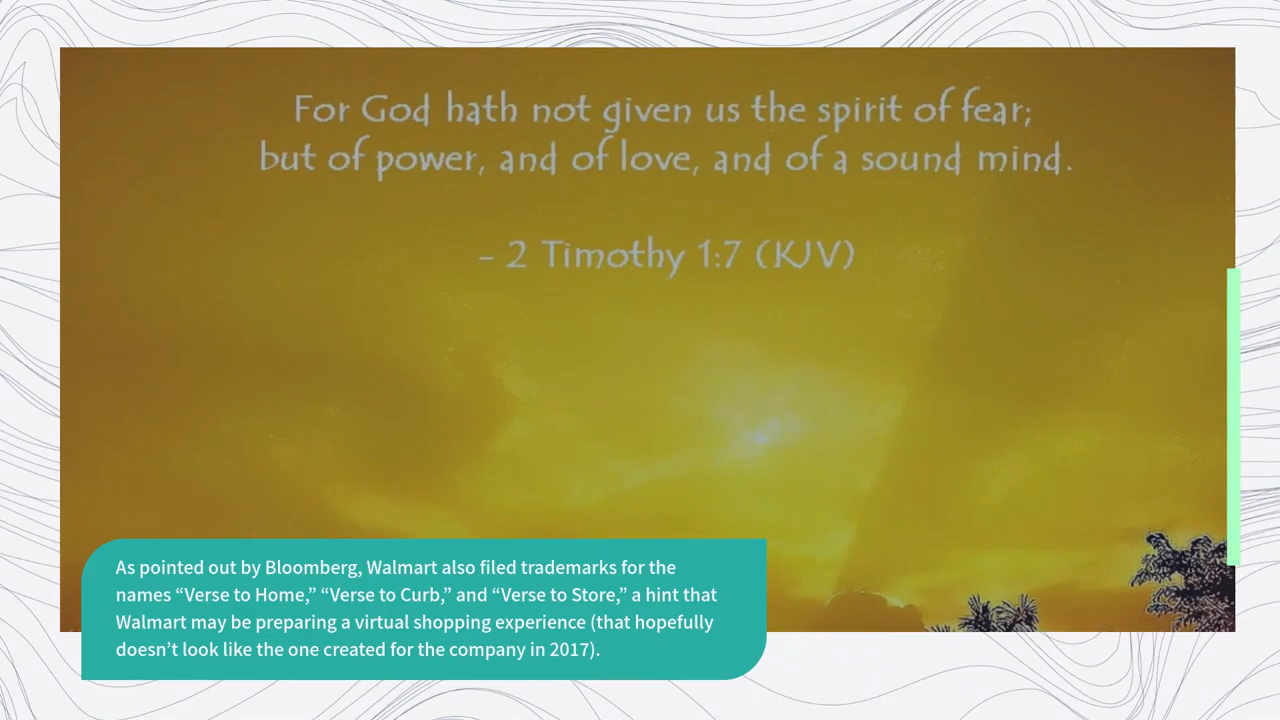 For God hath not given us the spirit of fear;
but of power, and of love, and of a sound mind.
- 2 Timothy 1:7 (KJV)
As pointed out by Bloomberg, Walmart also filed trademarks for the
names “Verse to Home,” “Verse to Curb,” and “Verse to Store,” a hint that
Walmart may be preparing a virtual shopping experience (that hopefully
doesn’t look like the one created for the company in 2017).